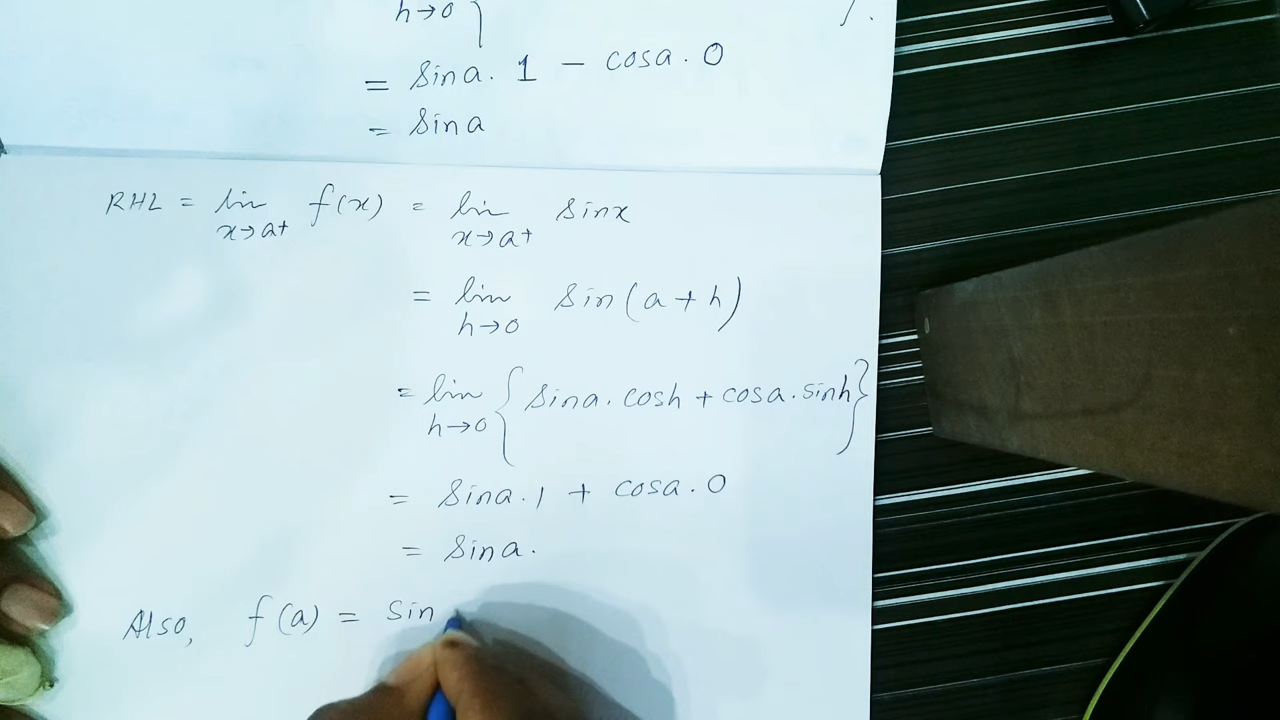 h→0 {
}.
= sina. 1 − cosa. 0
= sina
RHL = lim x→a+ f(x) = lim x→a+ sinx
= lim h→0 sin(a+h)
= lim h→0 { sina. cosh + cosa. sinh }
= sina. 1 + cosa. 0
= sina.
Also, f(a) = sin